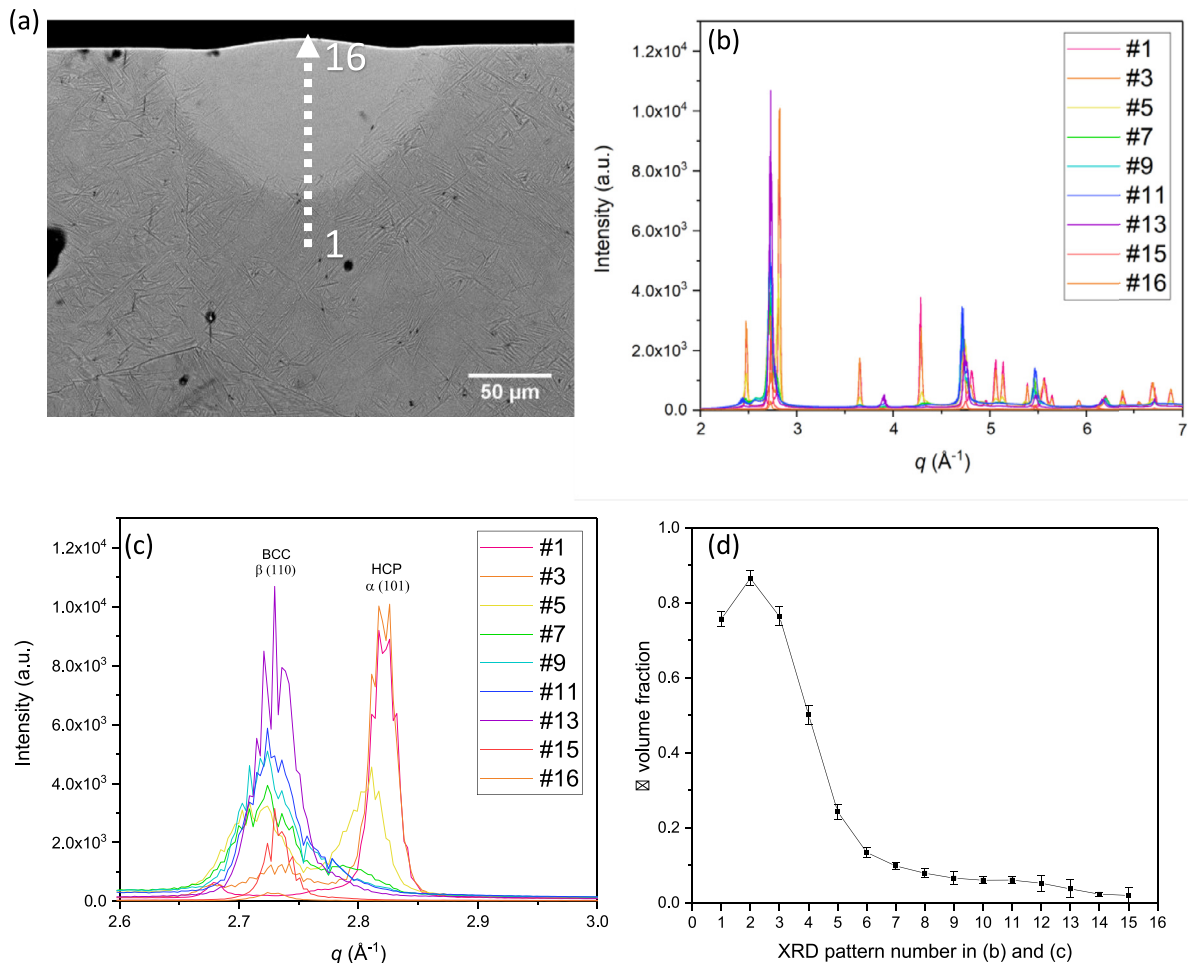 (a)
16
1
50 μm
(b)
1.2x10⁴
1.0x10⁴
8.0x10³
6.0x10³
4.0x10³
2.0x10³
0.0
Intensity (a.u.)
2 3 4 5 6 7
q (Å⁻¹)
#1
#3
#5
#7
#9
#11
#13
#15
#16
(c)
1.2x10⁴
1.0x10⁴
8.0x10³
6.0x10³
4.0x10³
2.0x10³
0.0
Intensity (a.u.)
BCC
β (110)
HCP
α (101)
2.6 2.7 2.8 2.9 3.0
q (Å⁻¹)
#1
#3
#5
#7
#9
#11
#13
#15
#16
(d)
1.0
0.8
0.6
0.4
0.2
0.0
volume fraction
0 1 2 3 4 5 6 7 8 9 10 11 12 13 14 15 16
XRD pattern number in (b) and (c)